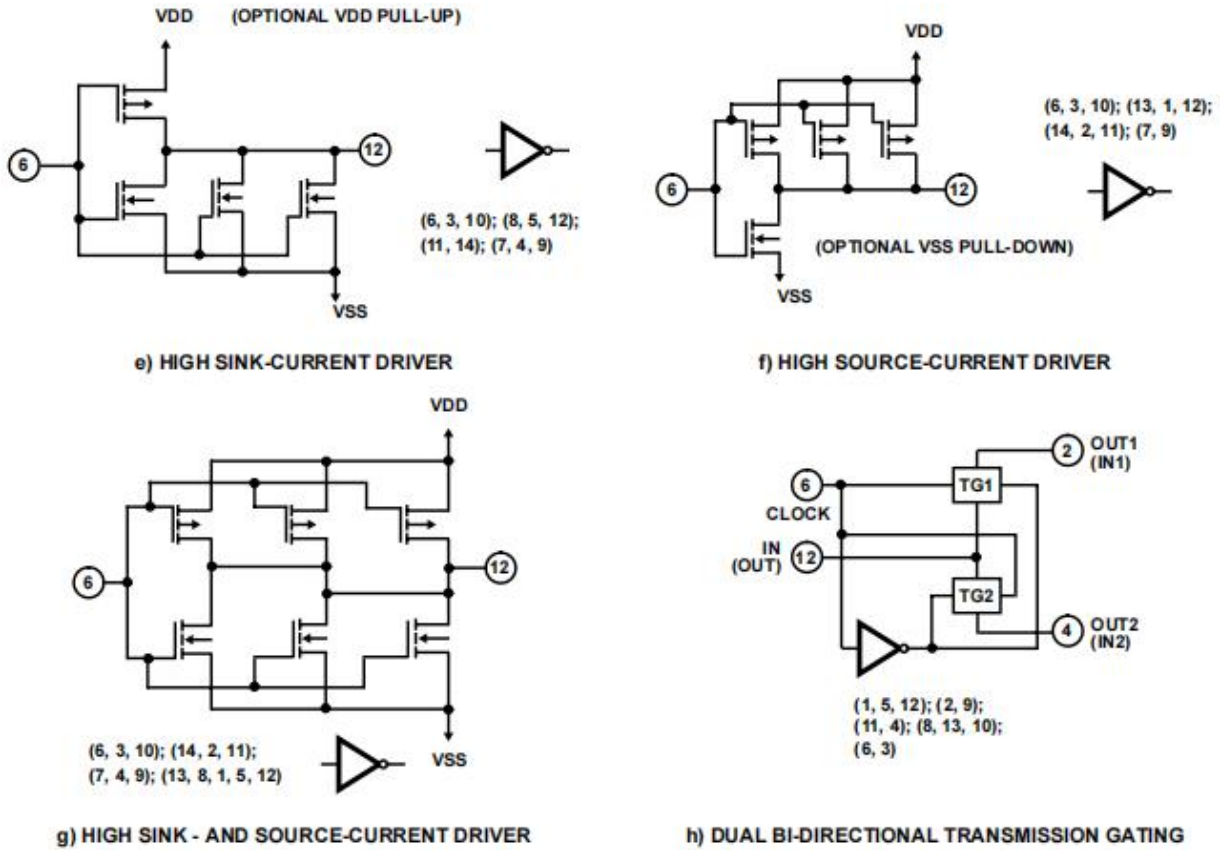 VDD (OPTIONAL VDD PULL-UP)
6
12
(6, 3, 10); (8, 5, 12);
(11, 14); (7, 4, 9)
VSS
e) HIGH SINK-CURRENT DRIVER
VDD
(6, 3, 10); (13, 1, 12);
(14, 2, 11); (7, 9)
6
12
(OPTIONAL VSS PULL-DOWN)
VSS
f) HIGH SOURCE-CURRENT DRIVER
VDD
6
12
(6, 3, 10); (14, 2, 11);
(7, 4, 9); (13, 8, 1, 5, 12)
VSS
g) HIGH SINK - AND SOURCE-CURRENT DRIVER
2 OUT1
(IN1)
6
CLOCK
TG1
IN
(OUT)
12
TG2
4 OUT2
(IN2)
(1, 5, 12); (2, 9);
(11, 4); (8, 13, 10);
(6, 3)
h) DUAL BI-DIRECTIONAL TRANSMISSION GATING